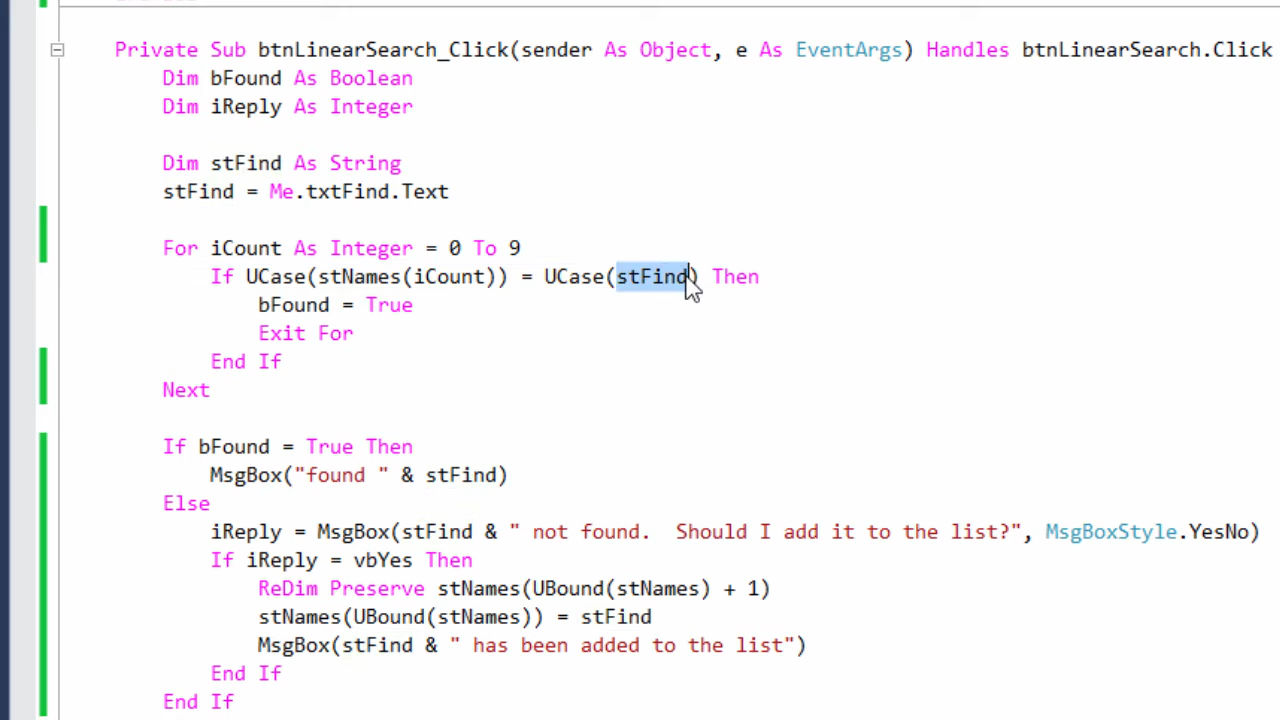 Private Sub btnLinearSearch_Click(sender As Object, e As EventArgs) Handles btnLinearSearch.Click
Dim bFound As Boolean
Dim iReply As Integer
Dim stFind As String
stFind = Me.txtFind.Text
For iCount As Integer = 0 To 9
If UCase(stNames(iCount)) = UCase(stFind) Then
bFound = True
Exit For
End If
Next
If bFound = True Then
MsgBox("found " & stFind)
Else
iReply = MsgBox(stFind & " not found.  Should I add it to the list?", MsgBoxStyle.YesNo)
If iReply = vbYes Then
ReDim Preserve stNames(UBound(stNames) + 1)
stNames(UBound(stNames)) = stFind
MsgBox(stFind & " has been added to the list")
End If
End If